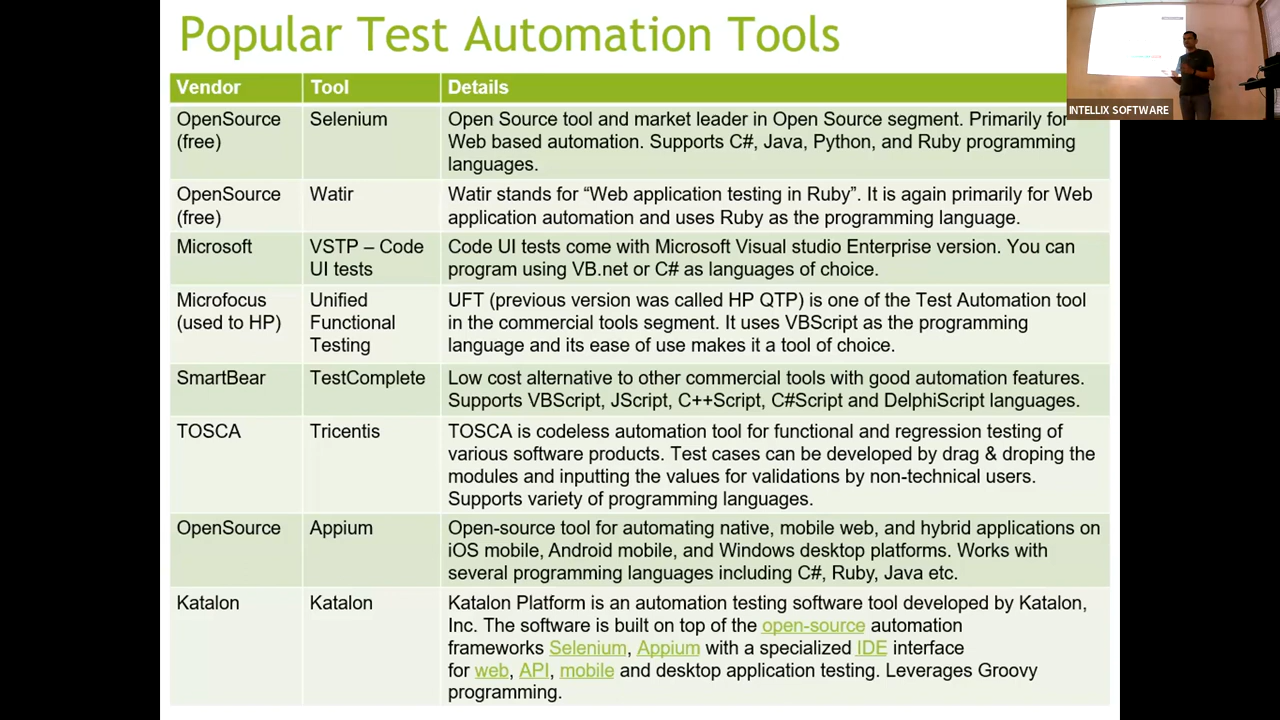 Popular Test Automation Tools
INTELLIX SOFTWARE
Vendor Tool Details
OpenSource
(free)
Selenium
Open Source tool and market leader in Open Source segment. Primarily for
Web based automation. Supports C#, Java, Python, and Ruby programming
languages.
OpenSource
(free)
Watir
Watir stands for “Web application testing in Ruby”. It is again primarily for Web
application automation and uses Ruby as the programming language.
Microsoft
VSTP – Code
UI tests
Code UI tests come with Microsoft Visual studio Enterprise version. You can
program using VB.net or C# as languages of choice.
Microfocus
(used to HP)
Unified
Functional
Testing
UFT (previous version was called HP QTP) is one of the Test Automation tool
in the commercial tools segment. It uses VBScript as the programming
language and its ease of use makes it a tool of choice.
SmartBear
TestComplete
Low cost alternative to other commercial tools with good automation features.
Supports VBScript, JScript, C++Script, C#Script and DelphiScript languages.
TOSCA
Tricentis
TOSCA is codeless automation tool for functional and regression testing of
various software products. Test cases can be developed by drag & droping the
modules and inputting the values for validations by non-technical users.
Supports variety of programming languages.
OpenSource
Appium
Open-source tool for automating native, mobile web, and hybrid applications on
iOS mobile, Android mobile, and Windows desktop platforms. Works with
several programming languages including C#, Ruby, Java etc.
Katalon
Katalon
Katalon Platform is an automation testing software tool developed by Katalon,
Inc. The software is built on top of the open-source automation
frameworks Selenium, Appium with a specialized IDE interface
for web, API, mobile and desktop application testing. Leverages Groovy
programming.